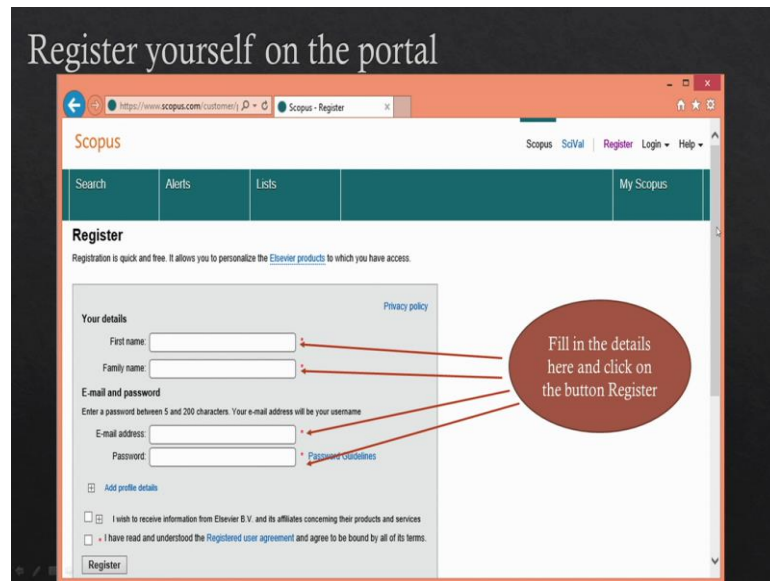 Register yourself on the portal
https://www.scopus.com/customer/
Scopus - Register
Scopus
Scopus SciVal Register Login Help
Search Alerts Lists My Scopus
Register
Registration is quick and free. It allows you to personalize the Elsevier products to which you have access.
Privacy policy
Your details
First name: *
Family name: *
E-mail and password
Enter a password between 5 and 200 characters. Your e-mail address will be your username
E-mail address: *
Password: * Password Guidelines
Add profile details
I wish to receive information from Elsevier B.V. and its affiliates concerning their products and services
* I have read and understood the Registered user agreement and agree to be bound by all of its terms.
Register
Fill in the details
here and click on
the button Register